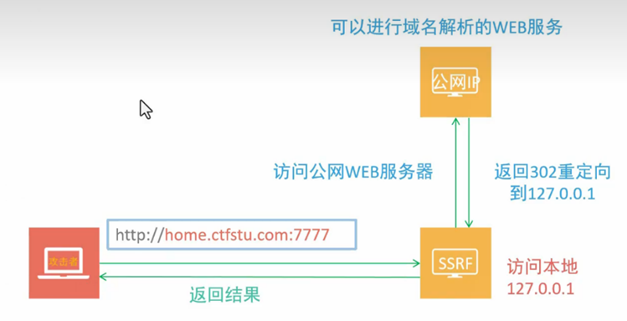 可以进行域名解析的WEB服务
公网IP
访问公网WEB服务器
返回302重定向
到127.0.0.1
http://home.ctfstu.com:7777
攻击者
SSRF
访问本地
127.0.0.1
返回结果